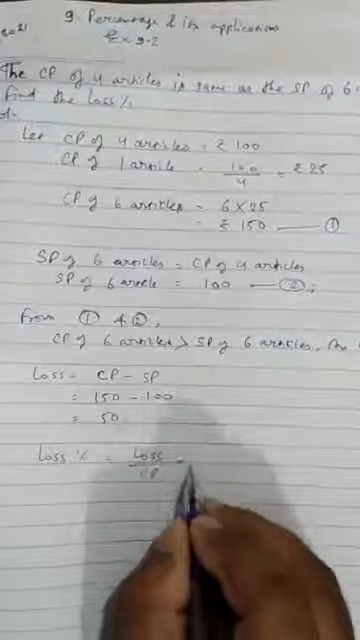 2021
9. Percentage & its applications
Ex 9.2
The CP of 4 articles is same as the SP of 6
Find the loss %
Let CP of 4 articles = ₹ 100
CP of 1 article = 100/4 = ₹ 25
CP of 6 articles = 6 × 25
= ₹ 150 — ①
SP of 6 articles = CP of 4 articles
SP of 6 article = 100 — ②
From ① & ②,
CP of 6 articles > SP of 6 articles.
Loss = CP - SP
= 150 - 100
= 50
Loss % = Loss/CP